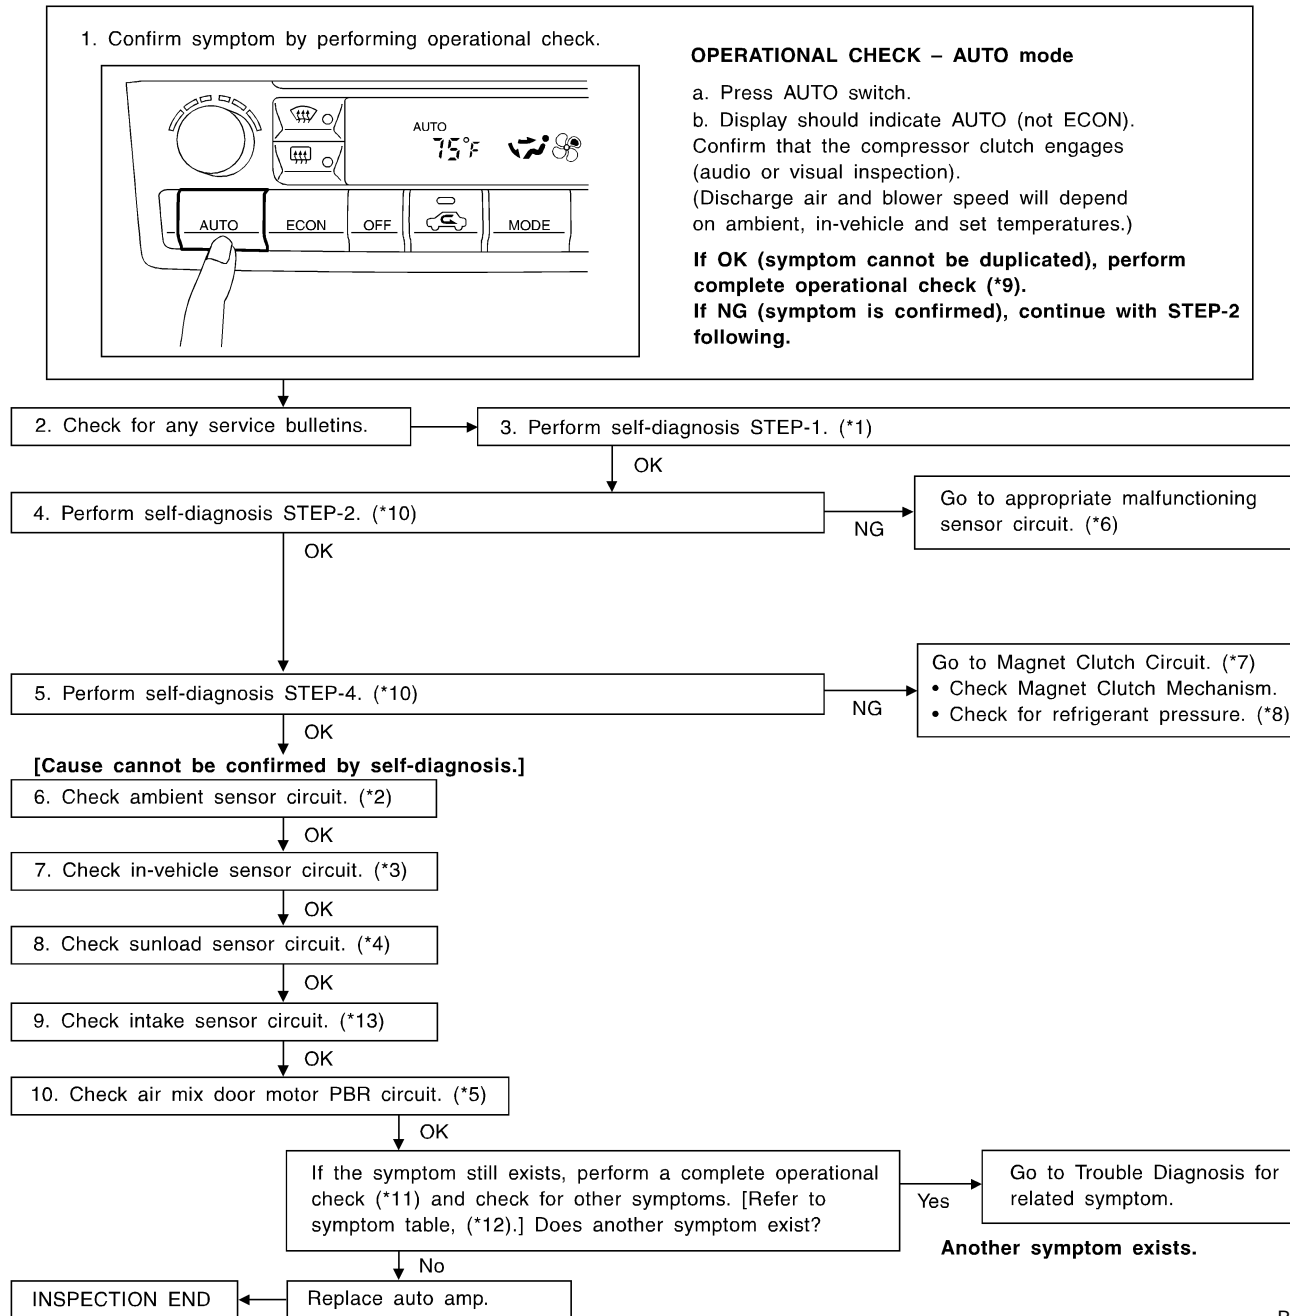 1. Confirm symptom by performing operational check.
AUTO
75°F
AUTO
ECON
OFF
MODE
OPERATIONAL CHECK – AUTO mode
a. Press AUTO switch.
b. Display should indicate AUTO (not ECON).
Confirm that the compressor clutch engages
(audio or visual inspection).
(Discharge air and blower speed will depend
on ambient, in-vehicle and set temperatures.)
If OK (symptom cannot be duplicated), perform
complete operational check (*9).
If NG (symptom is confirmed), continue with STEP-2
following.
2. Check for any service bulletins.
3. Perform self-diagnosis STEP-1. (*1)
OK
4. Perform self-diagnosis STEP-2. (*10)
NG
Go to appropriate malfunctioning
sensor circuit. (*6)
OK
5. Perform self-diagnosis STEP-4. (*10)
NG
Go to Magnet Clutch Circuit. (*7)
• Check Magnet Clutch Mechanism.
• Check for refrigerant pressure. (*8)
OK
[Cause cannot be confirmed by self-diagnosis.]
6. Check ambient sensor circuit. (*2)
OK
7. Check in-vehicle sensor circuit. (*3)
OK
8. Check sunload sensor circuit. (*4)
OK
9. Check intake sensor circuit. (*13)
OK
10. Check air mix door motor PBR circuit. (*5)
OK
If the symptom still exists, perform a complete operational
check (*11) and check for other symptoms. [Refer to
symptom table, (*12).] Does another symptom exist?
Yes
Go to Trouble Diagnosis for
related symptom.
Another symptom exists.
No
Replace auto amp.
INSPECTION END